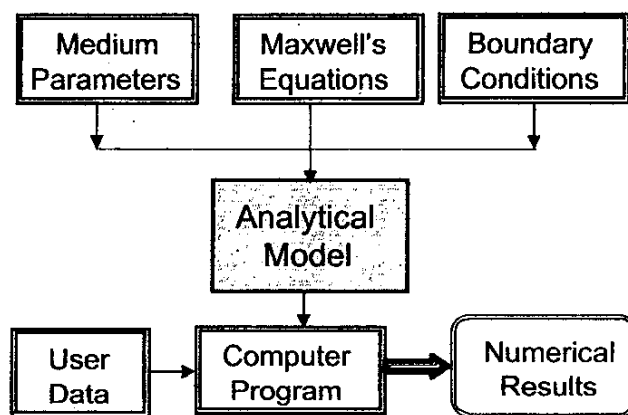 Medium
Parameters
Maxwell's
Equations
Boundary
Conditions
Analytical
Model
User
Data
Computer
Program
Numerical
Results